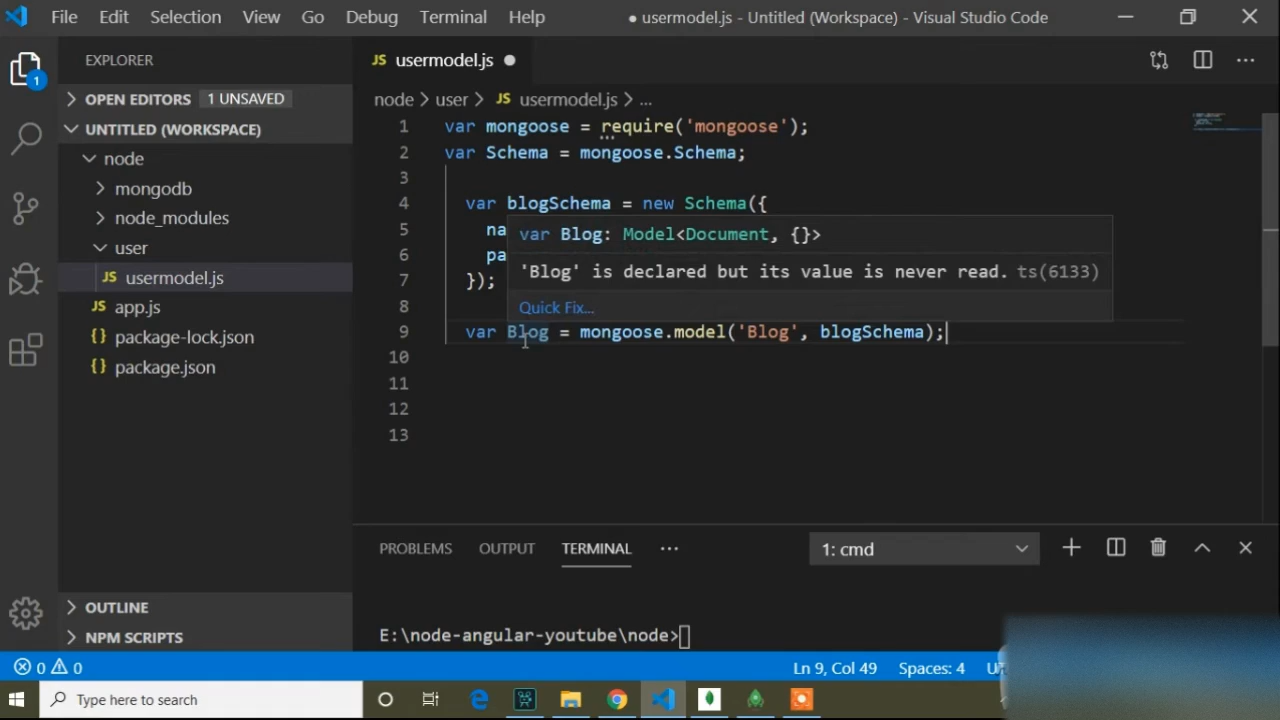 File Edit Selection View Go Debug Terminal Help ● usermodel.js - Untitled (Workspace) - Visual Studio Code
EXPLORER
JS usermodel.js
1
OPEN EDITORS 1 UNSAVED
node > user > JS usermodel.js > ...
UNTITLED (WORKSPACE)
node
mongodb
node_modules
user
JS usermodel.js
JS app.js
{} package-lock.json
{} package.json
1 var mongoose = require('mongoose');
2 var Schema = mongoose.Schema;
3
4 var blogSchema = new Schema({
5 na
6 pa
7 });
8
var Blog: Model<Document, {}>
'Blog' is declared but its value is never read. ts(6133)
Quick Fix...
9 var Blog = mongoose.model('Blog', blogSchema);
10
11
12
13
PROBLEMS OUTPUT TERMINAL ... 1: cmd
E:\node-angular-youtube\node>
OUTLINE
NPM SCRIPTS
0 0 Ln 9, Col 49 Spaces: 4
Type here to search